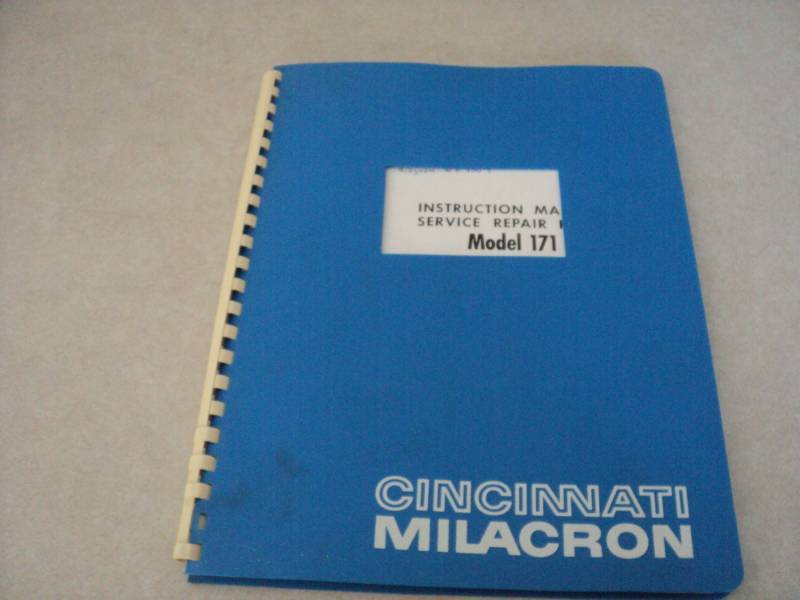 INSTRUCTION MA
SERVICE REPAIR
Model 171
CINCINNATI
MILACRON